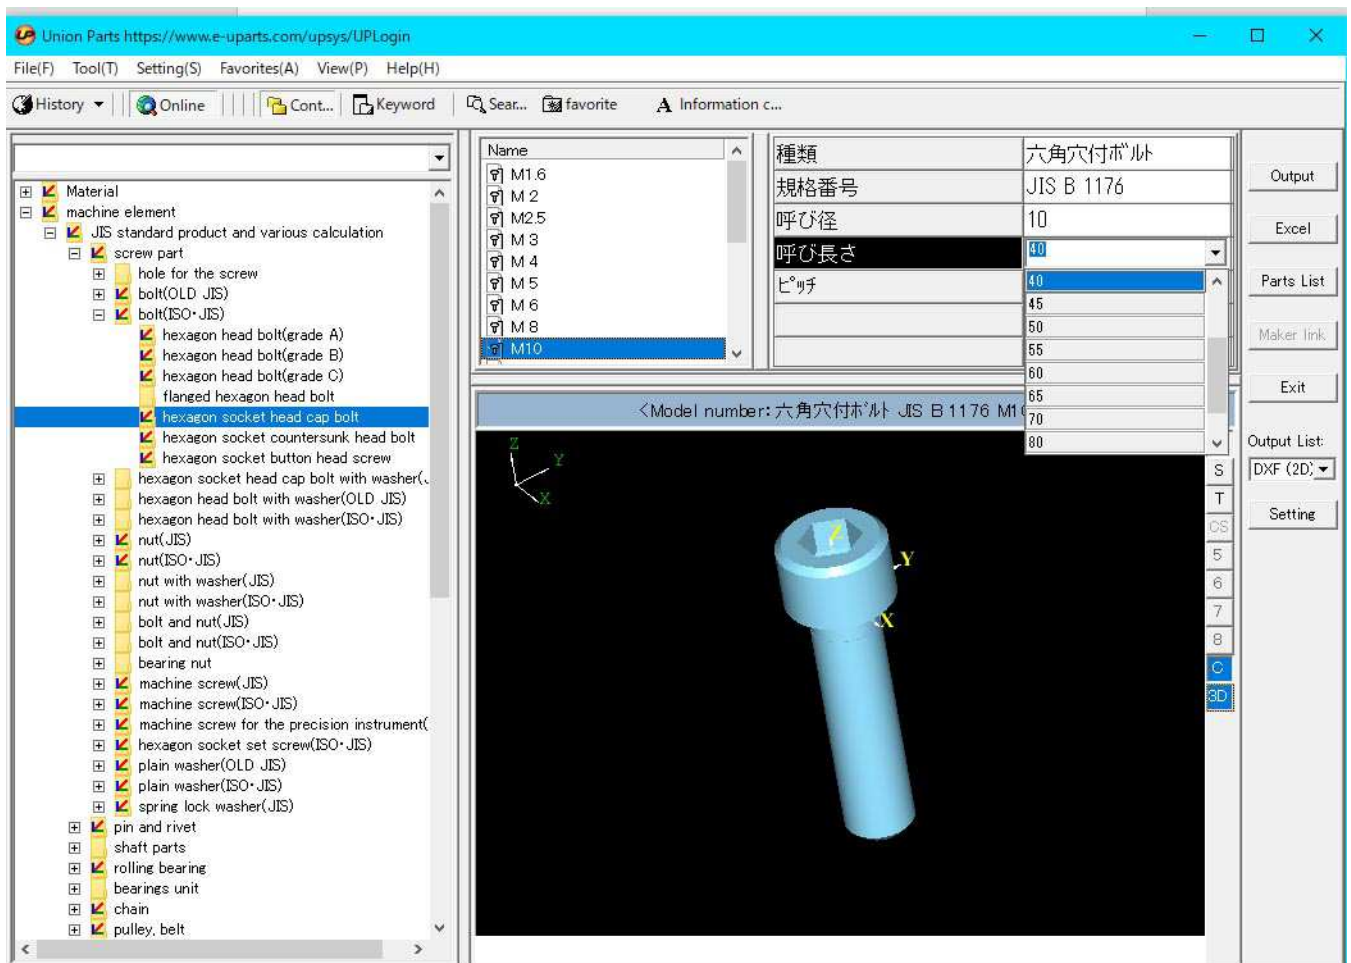 Union Parts https://www.e-uparts.com/upsys/UPLogin
File(F) Tool(T) Setting(S) Favorites(A) View(P) Help(H)
History Online Cont... Keyword Sear... favorite A Information c...
Material
machine element
JIS standard product and various calculation
screw part
hole for the screw
bolt(OLD JIS)
bolt(ISO・JIS)
hexagon head bolt(grade A)
hexagon head bolt(grade B)
hexagon head bolt(grade C)
flanged hexagon head bolt
hexagon socket head cap bolt
hexagon socket countersunk head bolt
hexagon socket button head screw
hexagon socket head cap bolt with washer(
hexagon head bolt with washer(OLD JIS)
hexagon head bolt with washer(ISO・JIS)
nut(JIS)
nut(ISO・JIS)
nut with washer(JIS)
nut with washer(ISO・JIS)
bolt and nut(JIS)
bolt and nut(ISO・JIS)
bearing nut
machine screw(JIS)
machine screw(ISO・JIS)
machine screw for the precision instrument(
hexagon socket set screw(ISO・JIS)
plain washer(OLD JIS)
plain washer(ISO・JIS)
spring lock washer(JIS)
pin and rivet
shaft parts
rolling bearing
bearings unit
chain
pulley, belt
Name
M1.6
M 2
M2.5
M 3
M 4
M 5
M 6
M 8
M10
種類 六角穴付ﾎﾞﾙﾄ
規格番号 JIS B 1176
呼び径 10
呼び長さ 40
ﾋﾟｯﾁ
40
45
50
55
60
65
70
80
<Model number:六角穴付ﾎﾞﾙﾄ JIS B 1176 M1
Z
Y
X
Z
Y
X
S
T
CS
5
6
7
8
C
3D
Output
Excel
Parts List
Maker link
Exit
Output List:
DXF (2D)
Setting